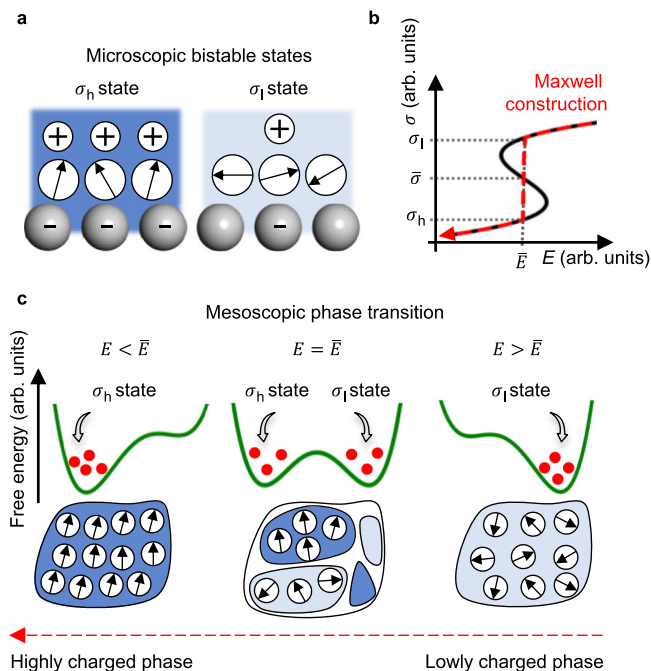 a
Microscopic bistable states
σh state
σl state
+ + +
+
- - -
-
b
σ (arb. units)
Maxwell
construction
σl
σ̄
σh
Ē
E (arb. units)
c
Mesoscopic phase transition
E < Ē
E = Ē
E > Ē
Free energy (arb. units)
σh state
σh state
σl state
σl state
Highly charged phase
Lowly charged phase